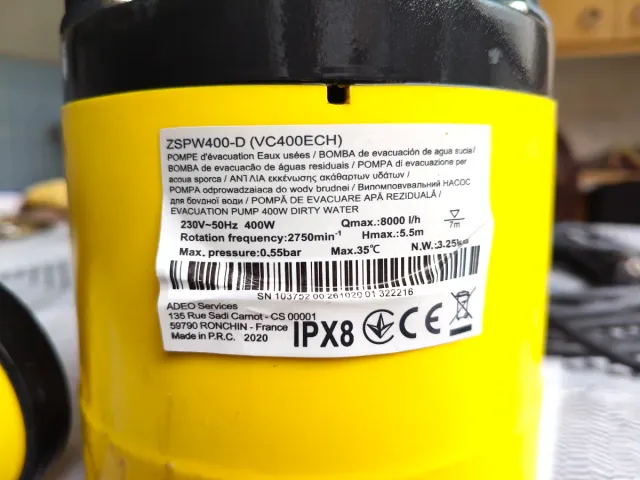 ZSPW400-D (VC400ECH)
POMPE d'évacuation Eaux usées / BOMBA de evacuación de agua sucia/
BOMBA de evacuação de águas residuais / POMPA di evacuazione per
acqua sporca / ΑΝΤΛΙΑ εκκένωσης ακάθαρτων υδάτων /
POMPA odprowadzająca do wody brudnei / Випомповувальний НАСОС
для брудної води / POMPĂ DE EVACUARE APĂ REZIDUALĂ /
EVACUATION PUMP 400W DIRTY WATER
230V~50Hz 400W Qmax.:8000 l/h
7m
Rotation frequency:2750min⁻¹ Hmax.:5.5m
Max. pressure:0,55bar Max.35℃ N.W.:3.25kg
SN 103752 00 261020 01 322216
ADEO Services
135 Rue Sadi Carnot - CS 00001
59790 RONCHIN - France
Made in P.R.C. 2020
IPX8 CE